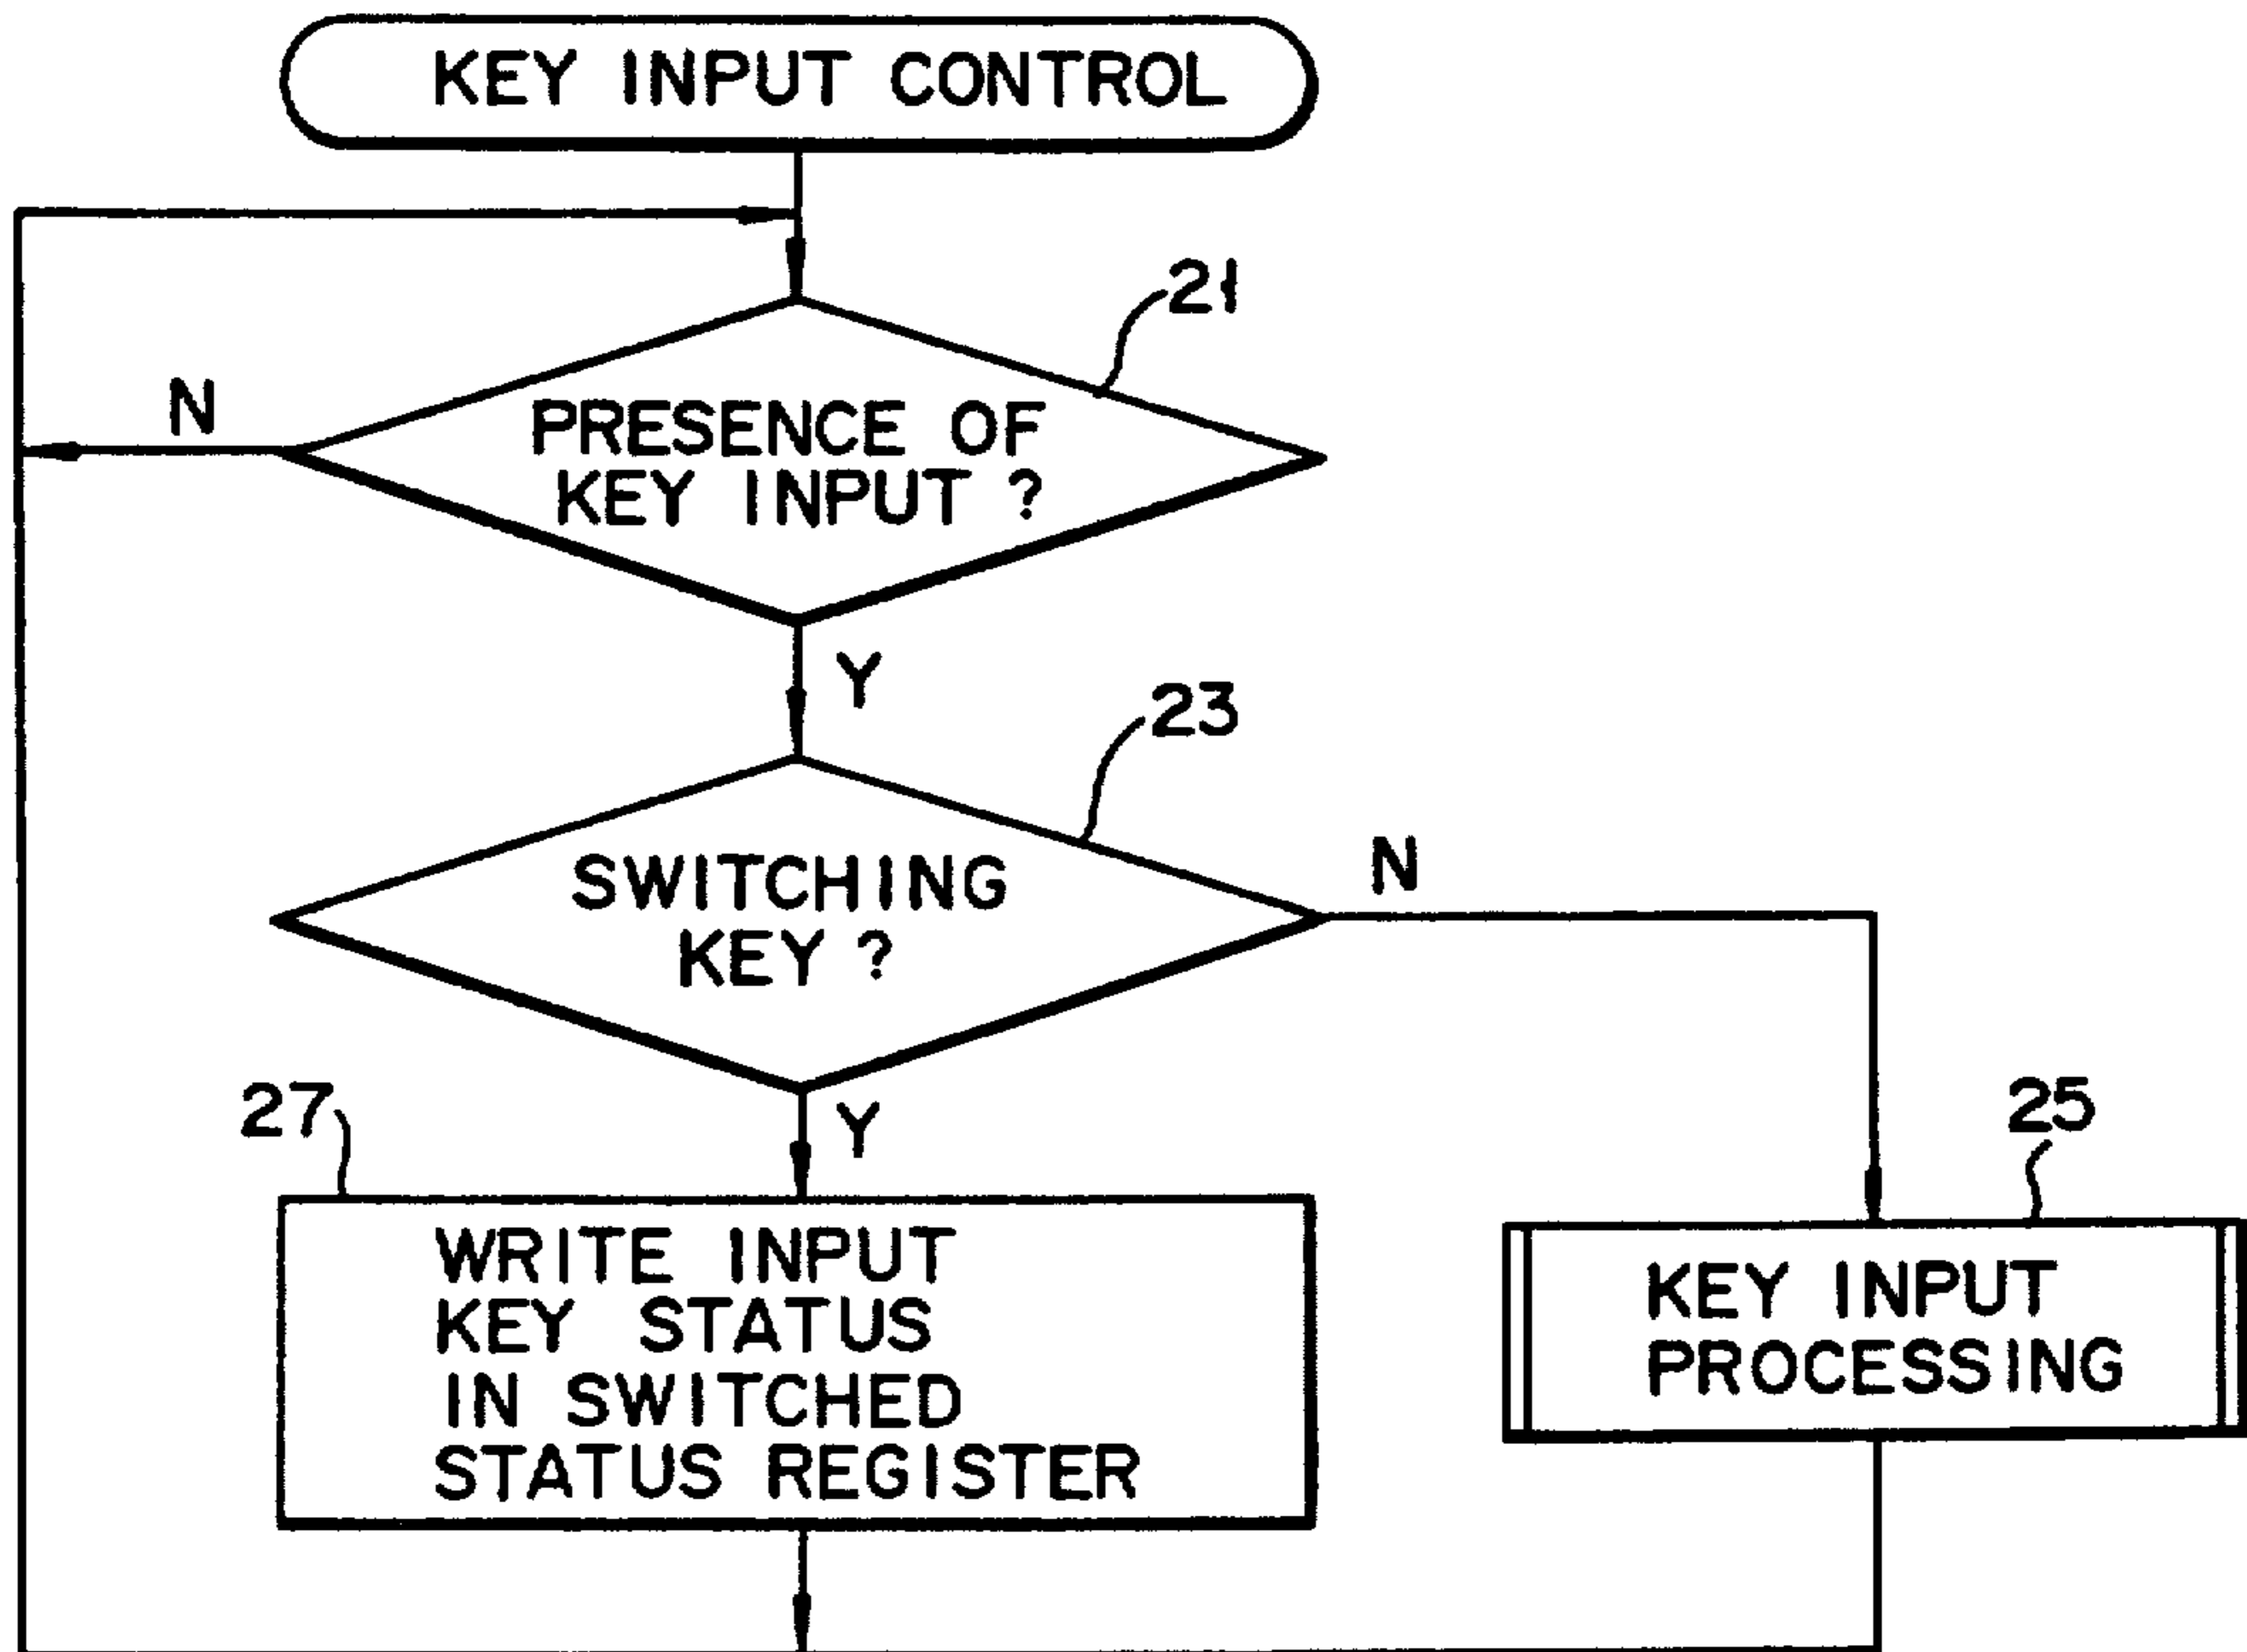 KEY INPUT CONTROL
21
N
PRESENCE OF
KEY INPUT ?
Y
23
SWITCHING
KEY ?
N
Y
27
WRITE INPUT
KEY STATUS
IN SWITCHED
STATUS REGISTER
25
KEY INPUT
PROCESSING